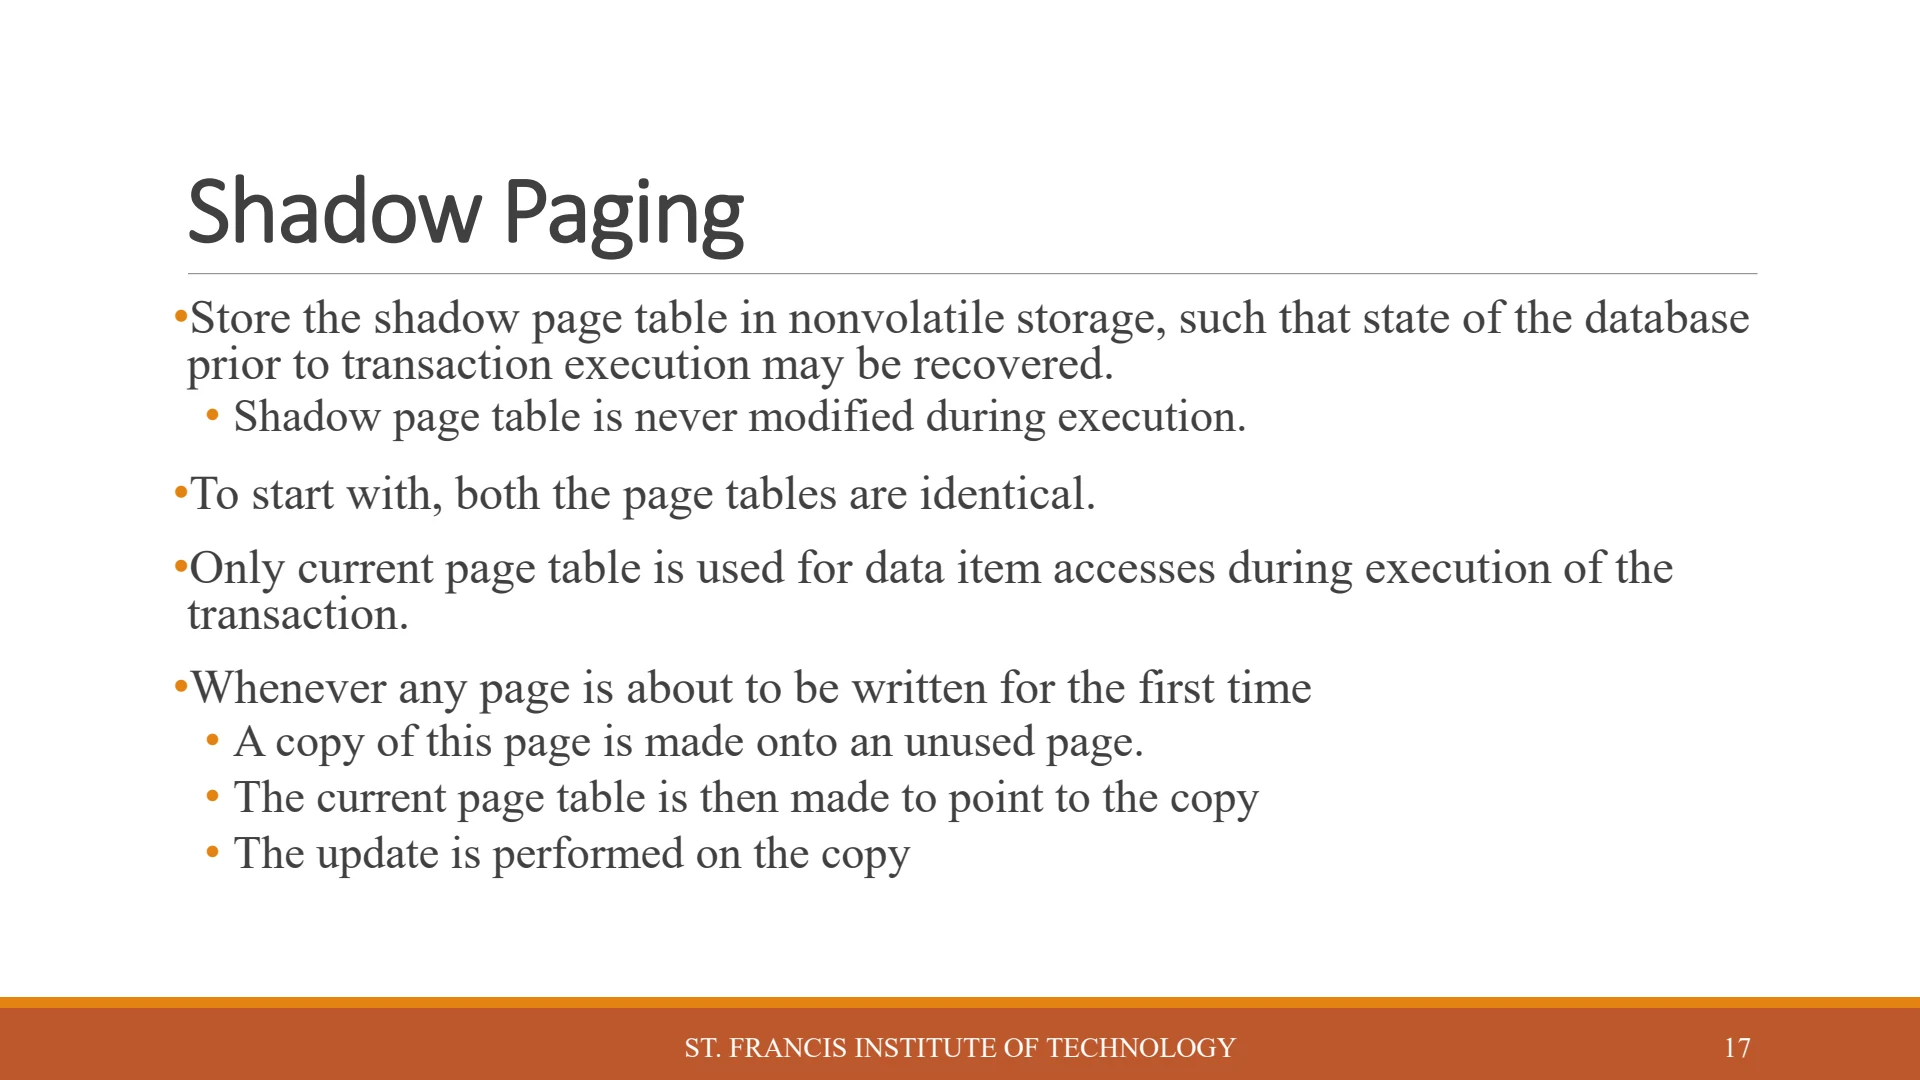 Shadow Paging
•Store the shadow page table in nonvolatile storage, such that state of the database
prior to transaction execution may be recovered.
• Shadow page table is never modified during execution.
•To start with, both the page tables are identical.
•Only current page table is used for data item accesses during execution of the
transaction.
•Whenever any page is about to be written for the first time
• A copy of this page is made onto an unused page.
• The current page table is then made to point to the copy
• The update is performed on the copy
ST. FRANCIS INSTITUTE OF TECHNOLOGY
17